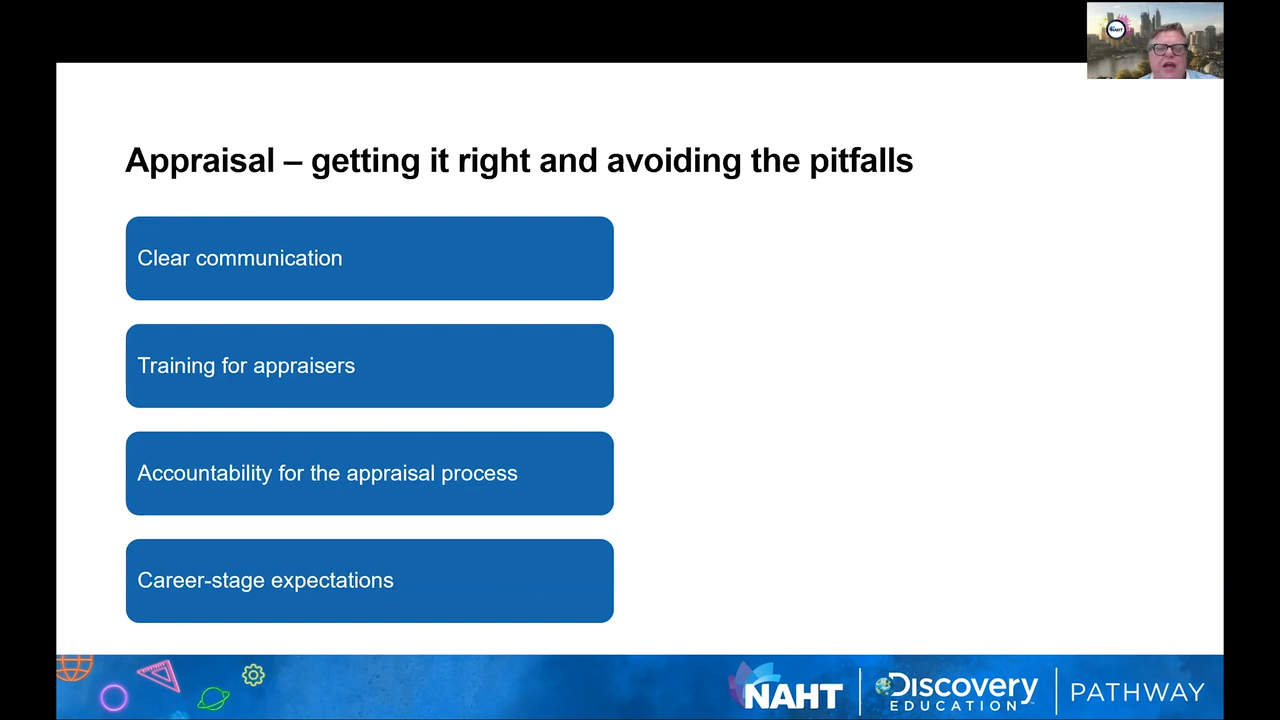 NAHT
Appraisal – getting it right and avoiding the pitfalls
Clear communication
Training for appraisers
Accountability for the appraisal process
Career-stage expectations
NAHT
Discovery
EDUCATION
PATHWAY